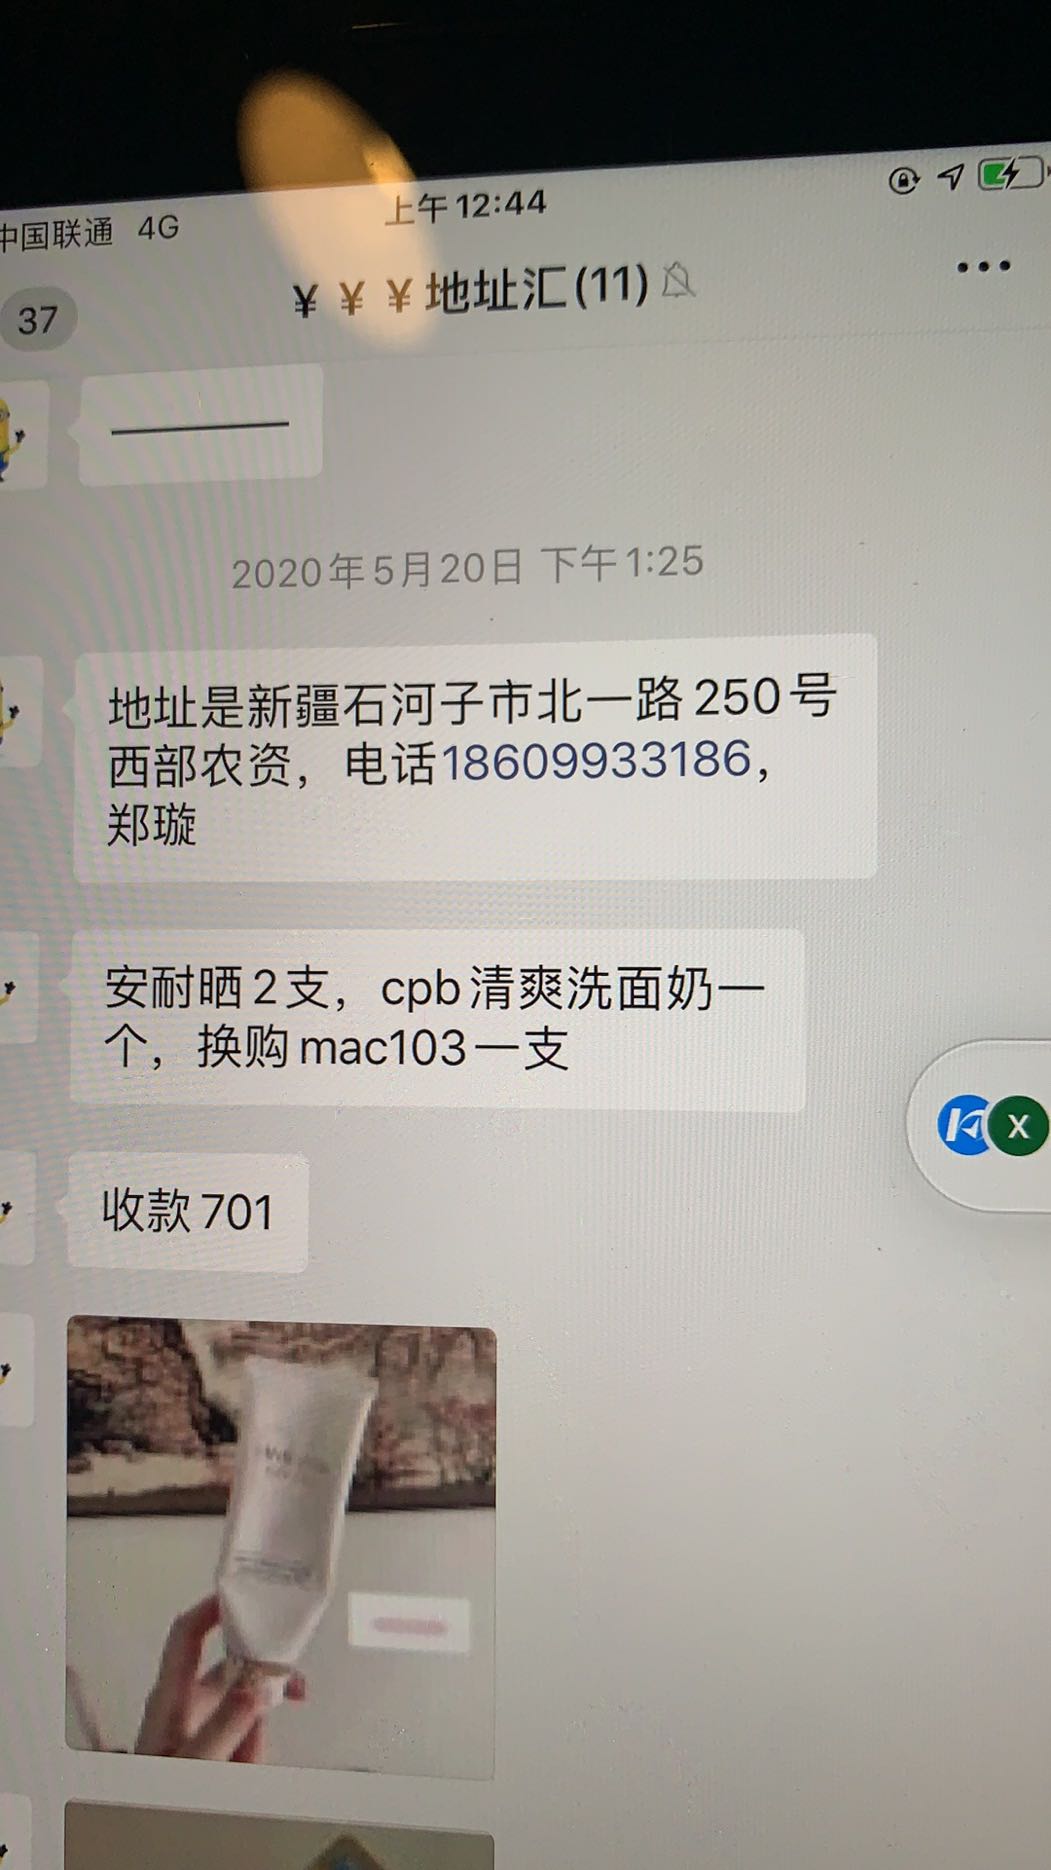 中国联通 4G
上午12:44
37
￥￥￥地址汇(11)
2020年5月20日 下午1:25
地址是新疆石河子市北一路250号
西部农资，电话18609933186，
郑璇
安耐晒2支，cpb清爽洗面奶一
个，换购mac103一支
收款701
X